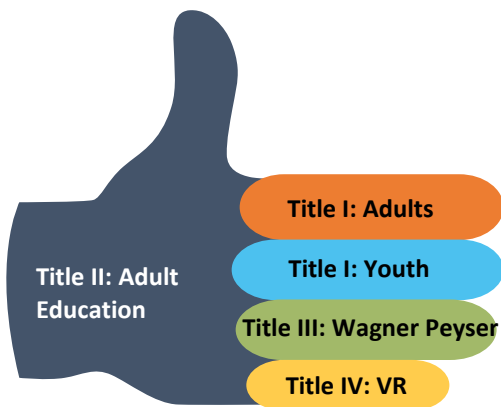 Title I: Adults
Title I: Youth
Title II: Adult
Education
Title III: Wagner Peyser
Title IV: VR